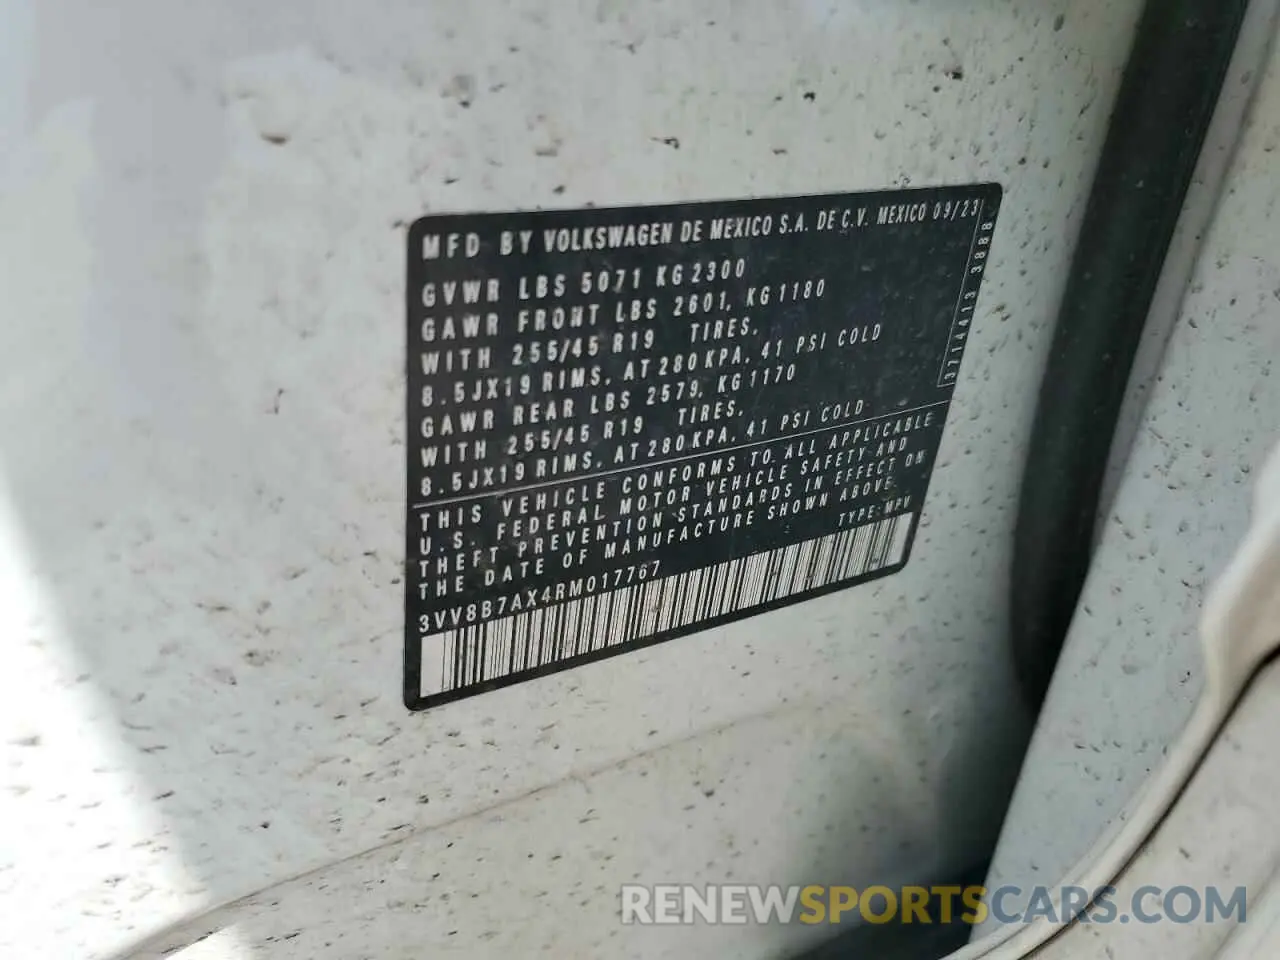 MFD BY VOLKSWAGEN DE MEXICO S.A. DE C.V. MEXICO 09/23
GVWR LBS 5071 KG 2300
GAWR FRONT LBS 2601, KG 1180
WITH 255/45 R19 TIRES,
8.5JX19 RIMS, AT 280 KPA, 41 PSI COLD
GAWR REAR LBS 2579, KG 1170
WITH 255/45 R19 TIRES,
8.5JX19 RIMS, AT 280 KPA, 41 PSI COLD
3714413 3888
THIS VEHICLE CONFORMS TO ALL APPLICABLE
U.S. FEDERAL MOTOR VEHICLE SAFETY AND
THEFT PREVENTION STANDARDS IN EFFECT ON
THE DATE OF MANUFACTURE SHOWN ABOVE.
3VV8B7AX4RM017767 TYPE: MPV
RENEWSPORTSCARS.COM